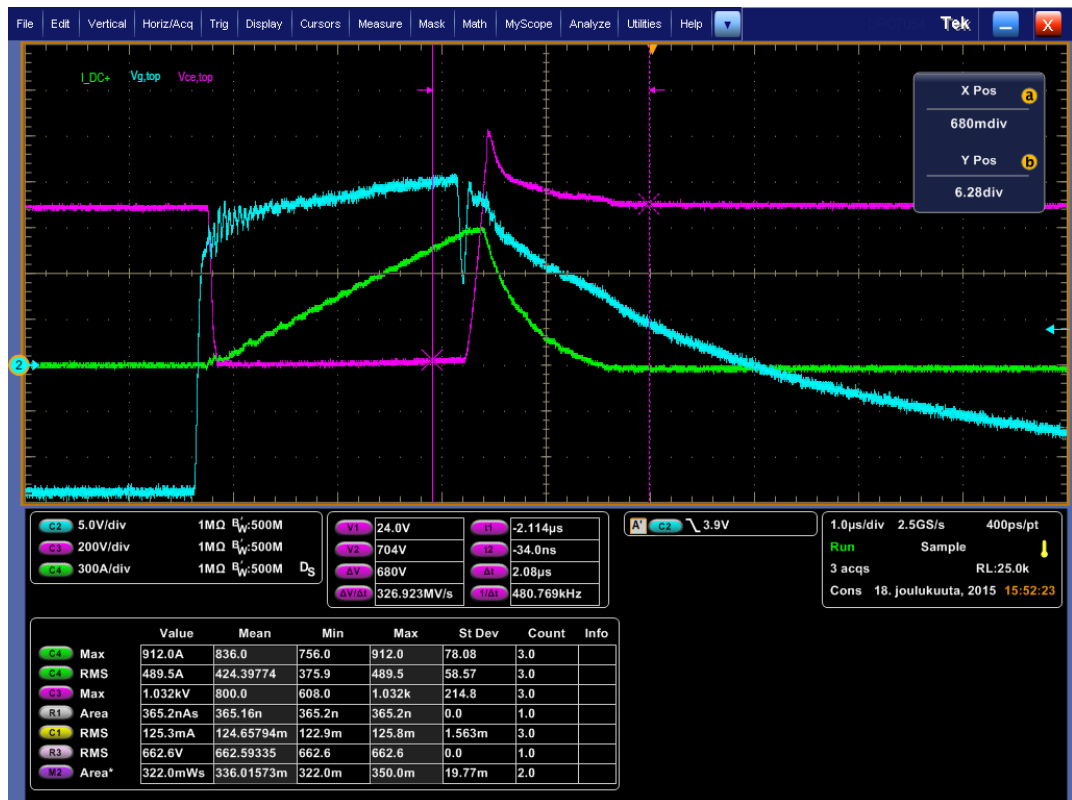 File Edit Vertical Horiz/Acq Trig Display Cursors Measure Mask Math MyScope Analyze Utilities Help Tek X
I_DC+ Vg,top Vce,top
X Pos a
680mdiv
Y Pos b
6.28div
2
C2 5.0V/div 1MΩ BW:500M
C3 200V/div 1MΩ BW:500M
C4 300A/div 1MΩ BW:500M DS
V1 24.0V t1 -2.114µs
V2 704V t2 -34.0ns
ΔV 680V Δt 2.08µs
ΔV/Δt 326.923MV/s 1/Δt 480.769kHz
A' C2 3.9V
1.0µs/div 2.5GS/s 400ps/pt
Run Sample
3 acqs RL:25.0k
Cons 18. joulukuuta, 2015 15:52:23
Value Mean Min Max St Dev Count Info
C4 Max 912.0A 836.0 756.0 912.0 78.08 3.0
C4 RMS 489.5A 424.39774 375.9 489.5 58.57 3.0
C3 Max 1.032kV 800.0 608.0 1.032k 214.8 3.0
R1 Area 365.2nAs 365.16n 365.2n 365.2n 0.0 1.0
C1 RMS 125.3mA 124.65794m 122.9m 125.8m 1.563m 3.0
R3 RMS 662.6V 662.59335 662.6 662.6 0.0 1.0
M2 Area* 322.0mWs 336.01573m 322.0m 350.0m 19.77m 2.0